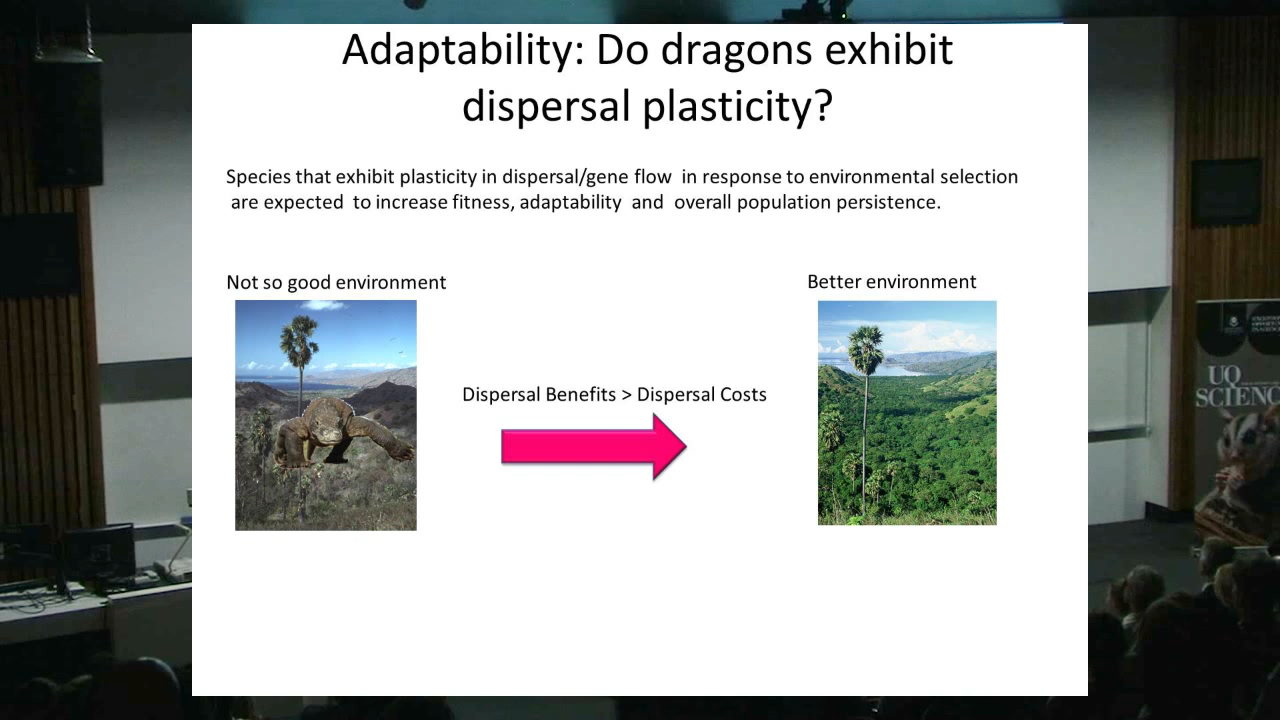 Adaptability: Do dragons exhibit
dispersal plasticity?
Species that exhibit plasticity in dispersal/gene flow in response to environmental selection
are expected to increase fitness, adaptability and overall population persistence.
Not so good environment
Better environment
Dispersal Benefits > Dispersal Costs
UQ
SCIENC